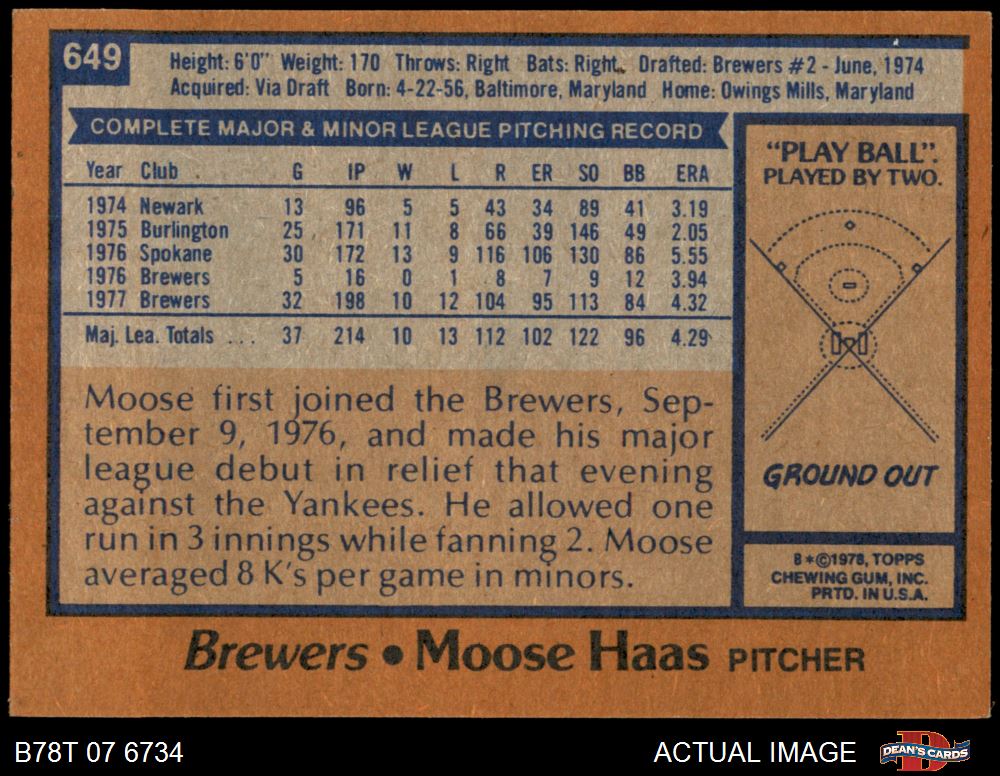 649
Height: 6'0" Weight: 170 Throws: Right Bats: Right. Drafted: Brewers #2 - June, 1974
Acquired: Via Draft Born: 4-22-56, Baltimore, Maryland Home: Owings Mills, Maryland
COMPLETE MAJOR & MINOR LEAGUE PITCHING RECORD
Year Club G IP W L R ER SO BB ERA
1974 Newark 13 96 5 5 43 34 89 41 3.19
1975 Burlington 25 171 11 8 66 39 146 49 2.05
1976 Spokane 30 172 13 9 116 106 130 86 5.55
1976 Brewers 5 16 0 1 8 7 9 12 3.94
1977 Brewers 32 198 10 12 104 95 113 84 4.32
Maj. Lea. Totals ... 37 214 10 13 112 102 122 96 4.29
Moose first joined the Brewers, Sep-
tember 9, 1976, and made his major
league debut in relief that evening
against the Yankees. He allowed one
run in 3 innings while fanning 2. Moose
averaged 8 K's per game in minors.
"PLAY BALL".
PLAYED BY TWO.
GROUND OUT
B*©1978, TOPPS
CHEWING GUM, INC.
PRTD. IN U.S.A.
Brewers • Moose Haas PITCHER
B78T 07 6734
ACTUAL IMAGE
D
DEAN'S CARDS